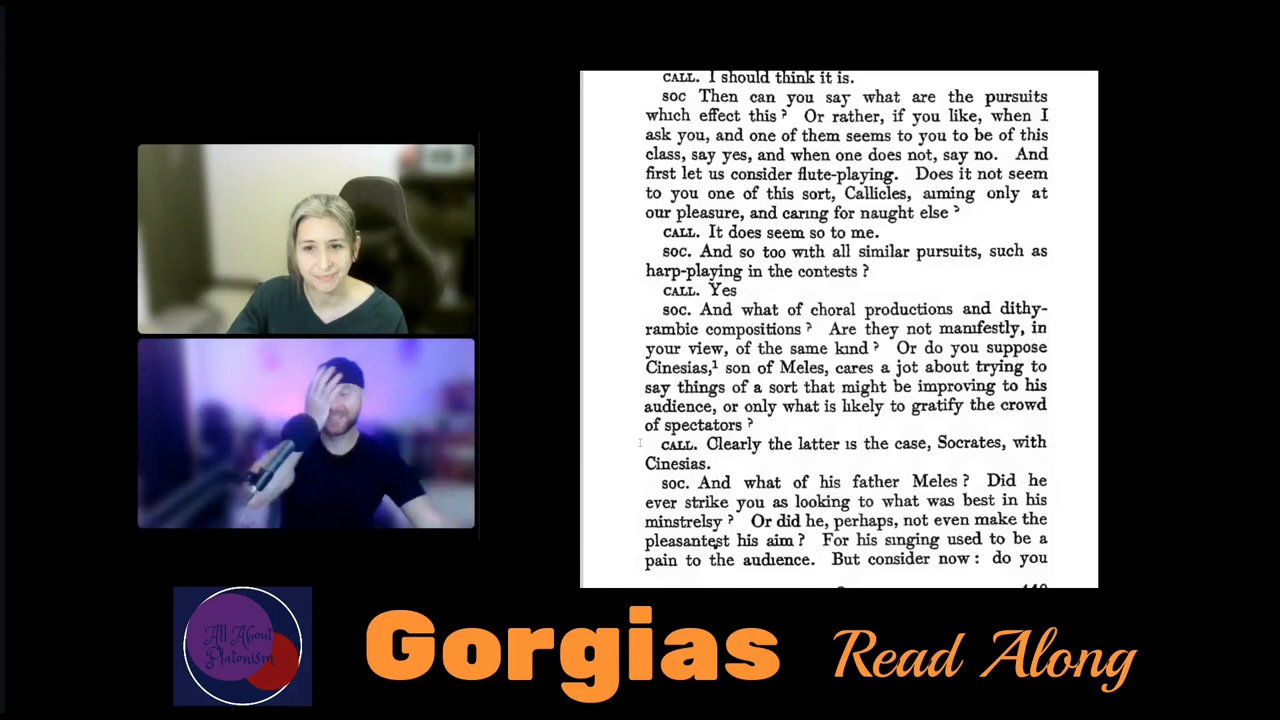 CALL. I should think it is.
SOC Then can you say what are the pursuits
which effect this? Or rather, if you like, when I
ask you, and one of them seems to you to be of this
class, say yes, and when one does not, say no. And
first let us consider flute-playing. Does it not seem
to you one of this sort, Callicles, aiming only at
our pleasure, and caring for naught else?
CALL. It does seem so to me.
SOC. And so too with all similar pursuits, such as
harp-playing in the contests?
CALL. Yes
SOC. And what of choral productions and dithy-
rambic compositions? Are they not manifestly, in
your view, of the same kind? Or do you suppose
Cinesias,¹ son of Meles, cares a jot about trying to
say things of a sort that might be improving to his
audience, or only what is likely to gratify the crowd
of spectators?
CALL. Clearly the latter is the case, Socrates, with
Cinesias.
SOC. And what of his father Meles? Did he
ever strike you as looking to what was best in his
minstrelsy? Or did he, perhaps, not even make the
pleasantest his aim? For his singing used to be a
pain to the audience. But consider now: do you
All About
Platonism
Gorgias Read Along